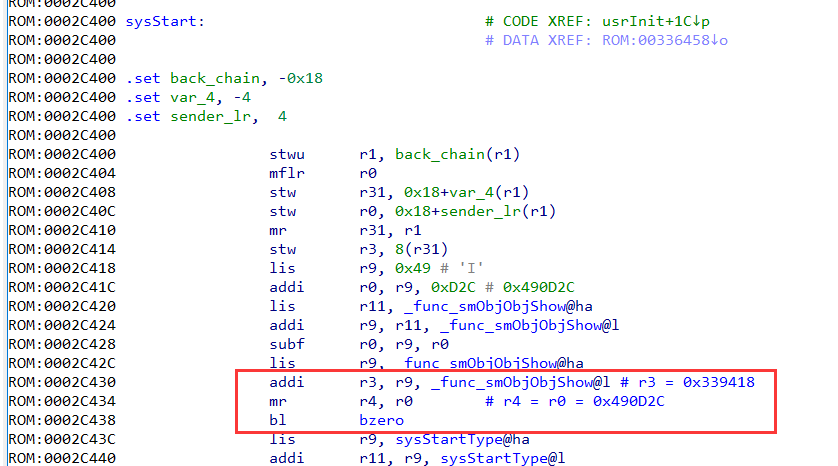 ROM:0002C400
ROM:0002C400 sysStart: # CODE XREF: usrInit+1C↓p
ROM:0002C400 # DATA XREF: ROM:00336458↓o
ROM:0002C400
ROM:0002C400 .set back_chain, -0x18
ROM:0002C400 .set var_4, -4
ROM:0002C400 .set sender_lr, 4
ROM:0002C400
ROM:0002C400 stwu r1, back_chain(r1)
ROM:0002C404 mflr r0
ROM:0002C408 stw r31, 0x18+var_4(r1)
ROM:0002C40C stw r0, 0x18+sender_lr(r1)
ROM:0002C410 mr r31, r1
ROM:0002C414 stw r3, 8(r31)
ROM:0002C418 lis r9, 0x49 # 'I'
ROM:0002C41C addi r0, r9, 0xD2C # 0x490D2C
ROM:0002C420 lis r11, _func_smObjObjShow@ha
ROM:0002C424 addi r9, r11, _func_smObjObjShow@l
ROM:0002C428 subf r0, r9, r0
ROM:0002C42C lis r9, _func_smObjObjShow@ha
ROM:0002C430 addi r3, r9, _func_smObjObjShow@l # r3 = 0x339418
ROM:0002C434 mr r4, r0 # r4 = r0 = 0x490D2C
ROM:0002C438 bl bzero
ROM:0002C43C lis r9, sysStartType@ha
ROM:0002C440 addi r11, r9, sysStartType@l